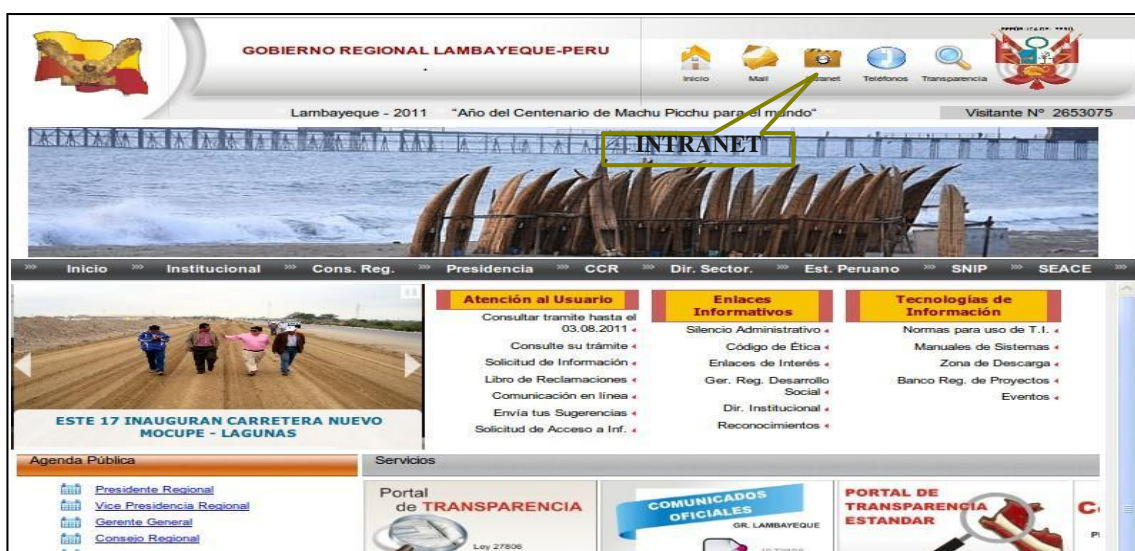 REPÚBLICA DEL PERÚ
GOBIERNO REGIONAL LAMBAYEQUE-PERU
.
Inicio
Mail
Teléfonos
Transparencia
Lambayeque - 2011 "Año del Centenario de Machu Picchu para el mundo"
Visitante Nº 2653075
INTRANET
Inicio
Institucional
Cons. Reg.
Presidencia
CCR
Dir. Sector.
Est. Peruano
SNIP
SEACE
ESTE 17 INAUGURAN CARRETERA NUEVO
MOCUPE - LAGUNAS
Atención al Usuario
Consultar tramite hasta el
03.08.2011
Consulte su trámite
Solicitud de Información
Libro de Reclamaciones
Comunicación en línea
Envía tus Sugerencias
Solicitud de Acceso a Inf.
Enlaces
Informativos
Silencio Administrativo
Código de Ética
Enlaces de Interés
Ger. Reg. Desarrollo
Social
Dir. Institucional
Reconocimientos
Tecnologías de
Información
Normas para uso de T.I.
Manuales de Sistemas
Zona de Descarga
Banco Reg. de Proyectos
Eventos
Agenda Pública
Presidente Regional
Vice Presidencia Regional
Gerente General
Consejo Regional
Servicios
Portal
de TRANSPARENCIA
Ley 27806
COMUNICADOS
OFICIALES
GR. LAMBAYEQUE
PORTAL DE
TRANSPARENCIA
ESTANDAR